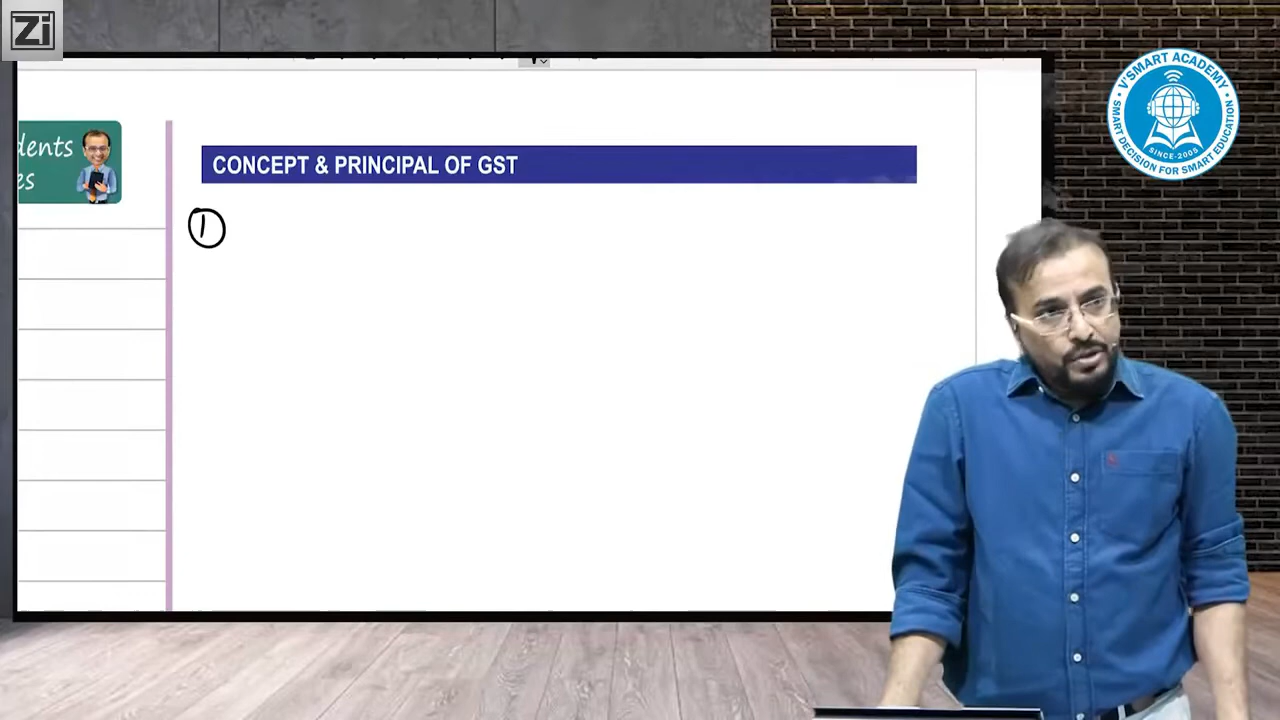 Zi
dents
es
CONCEPT & PRINCIPAL OF GST
1
V'SMART ACADEMY
SMART DECISION FOR SMART EDUCATION
SINCE-2005